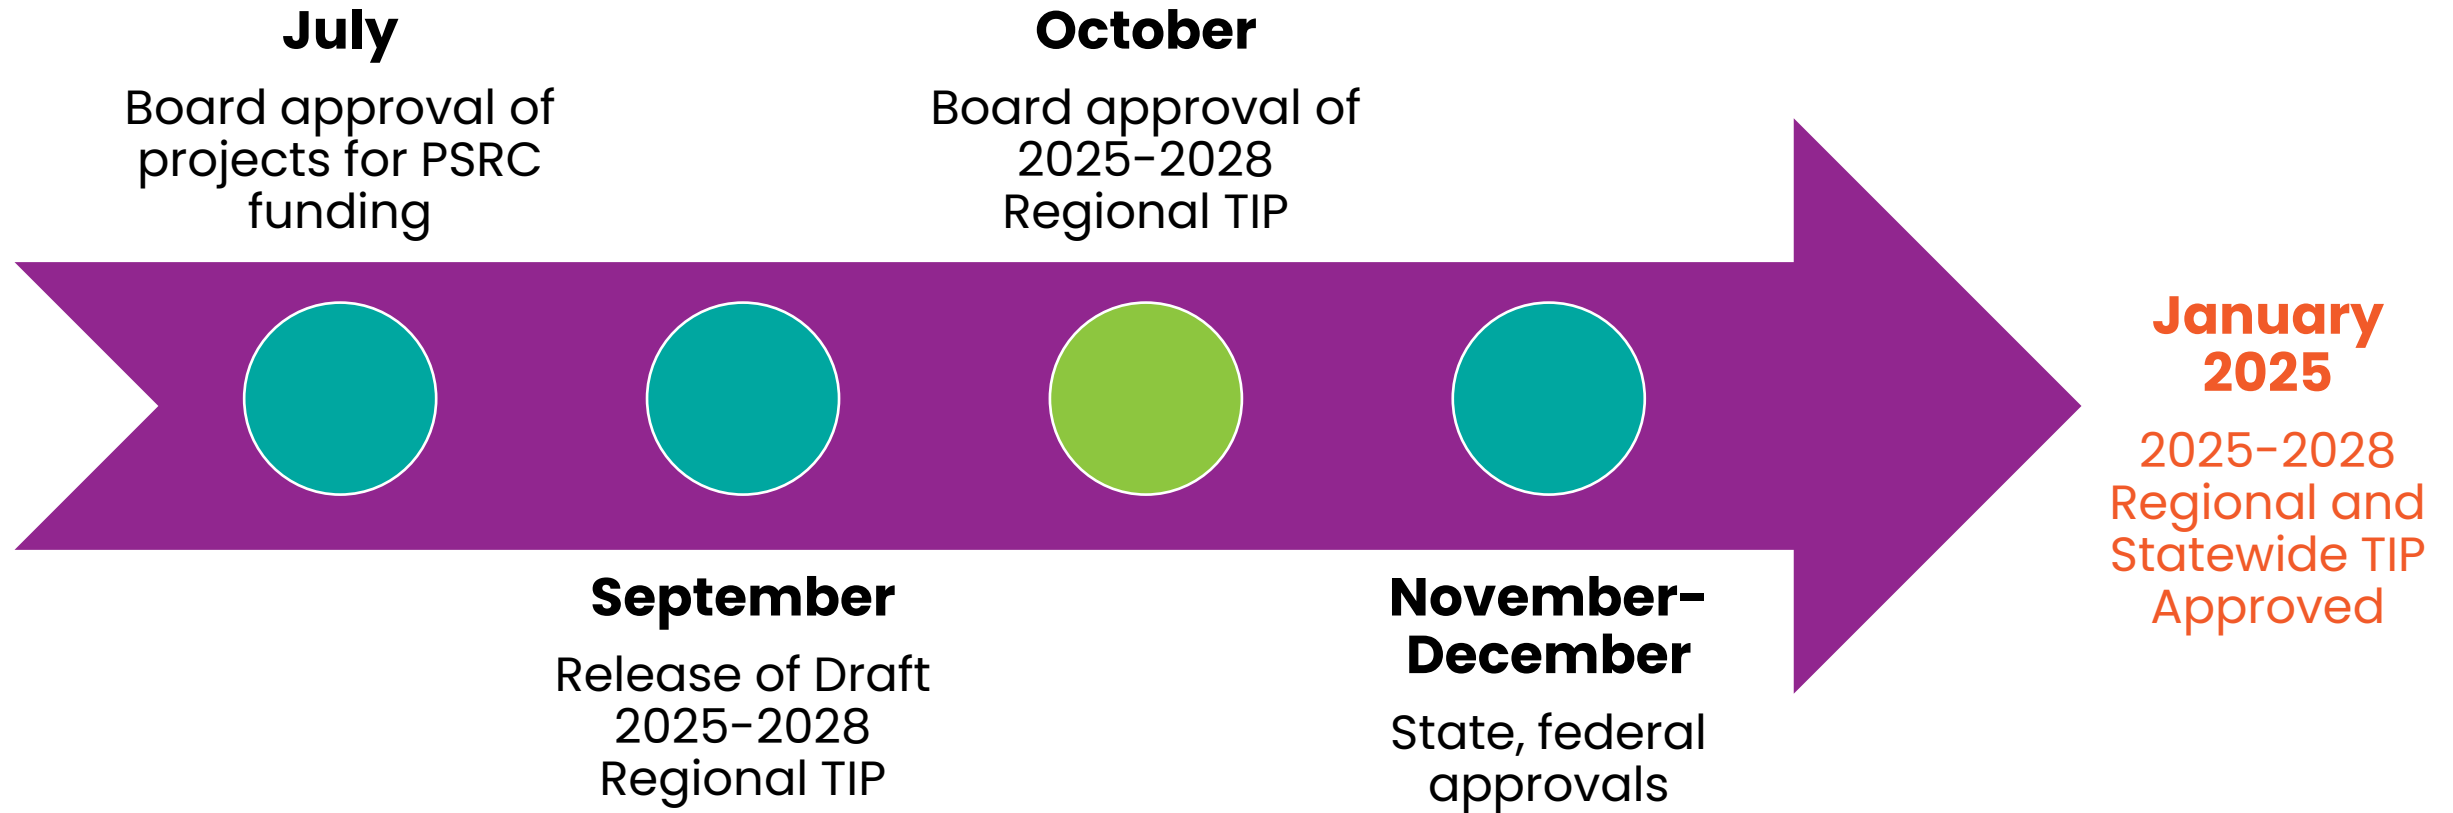 July
Board approval of
projects for PSRC
funding
September
Release of Draft
2025-2028
Regional TIP
October
Board approval of
2025-2028
Regional TIP
November-
December
State, federal
approvals
January
2025
2025-2028
Regional and
Statewide TIP
Approved